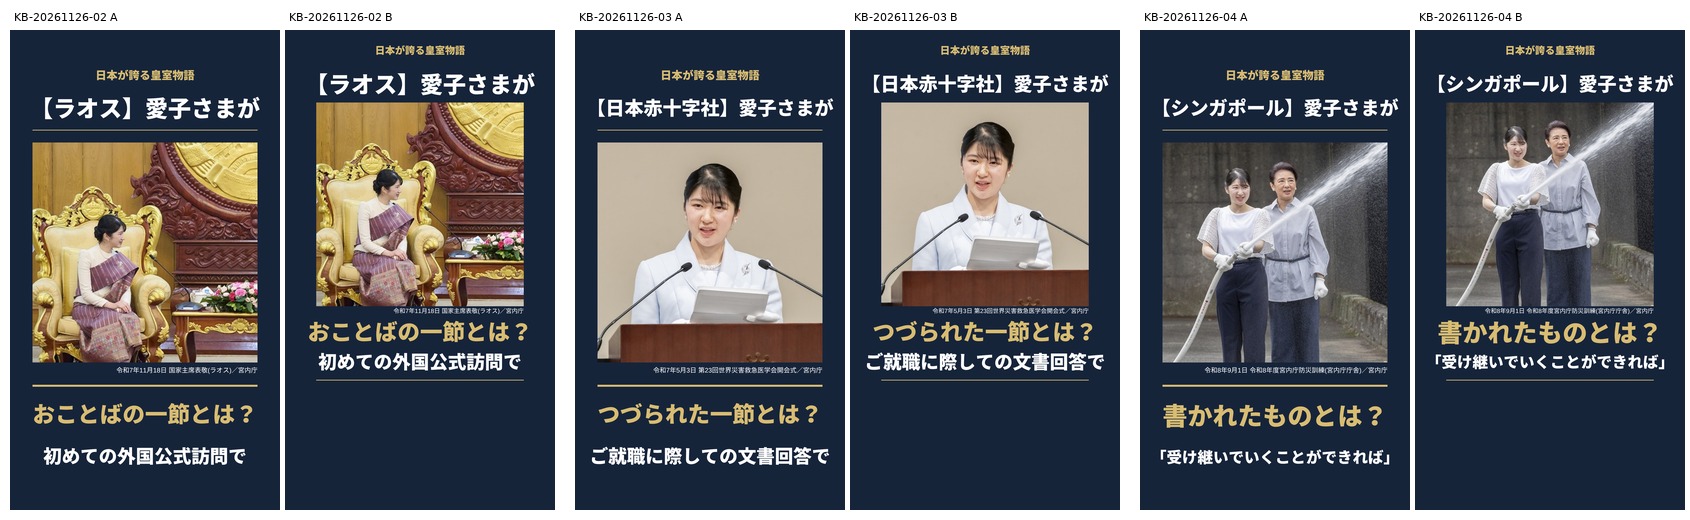 KB-20261126-02 A
日本が誇る皇室物語
【ラオス】愛子さまが
令和7年11月18日 国家主席表敬(ラオス)／宮内庁
おことばの一節とは？
初めての外国公式訪問で
KB-20261126-02 B
日本が誇る皇室物語
【ラオス】愛子さまが
令和7年11月18日 国家主席表敬(ラオス)／宮内庁
おことばの一節とは？
初めての外国公式訪問で
KB-20261126-03 A
日本が誇る皇室物語
【日本赤十字社】愛子さまが
令和7年5月3日 第23回世界災害救急医学会開会式／宮内庁
つづられた一節とは？
ご就職に際しての文書回答で
KB-20261126-03 B
日本が誇る皇室物語
【日本赤十字社】愛子さまが
令和7年5月3日 第23回世界災害救急医学会開会式／宮内庁
つづられた一節とは？
ご就職に際しての文書回答で
KB-20261126-04 A
日本が誇る皇室物語
【シンガポール】愛子さまが
令和8年9月1日 令和8年度宮内庁防災訓練(宮内庁庁舎)／宮内庁
書かれたものとは？
「受け継いでいくことができれば」
KB-20261126-04 B
日本が誇る皇室物語
【シンガポール】愛子さまが
令和8年9月1日 令和8年度宮内庁防災訓練(宮内庁庁舎)／宮内庁
書かれたものとは？
「受け継いでいくことができれば」